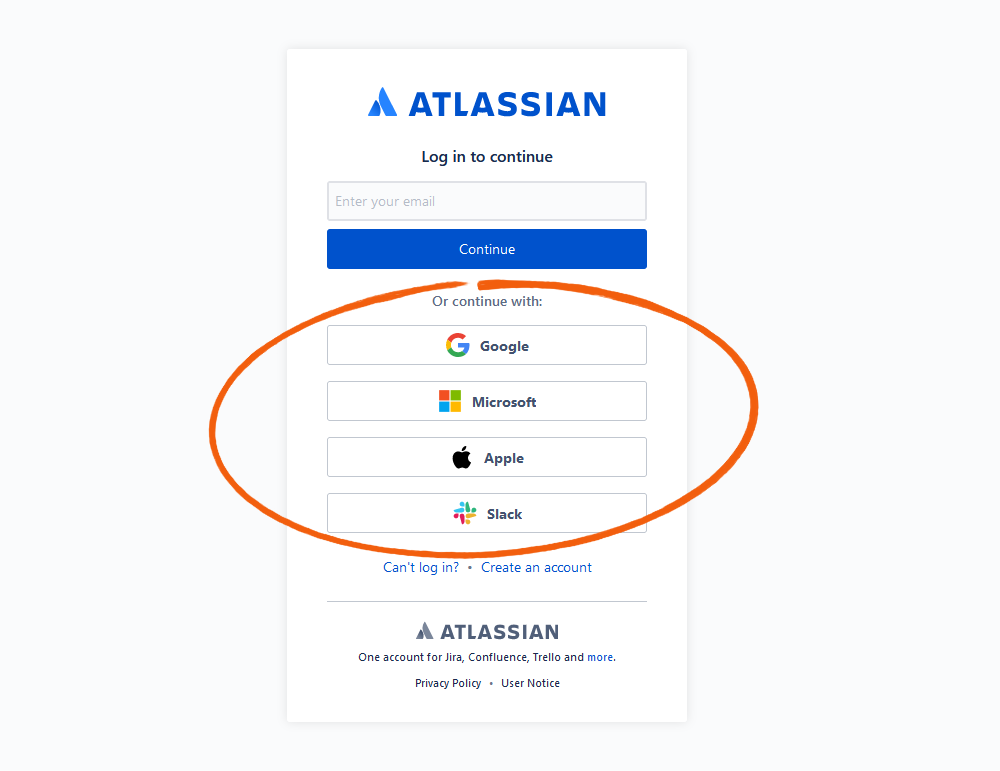 ATLASSIAN
Log in to continue
Enter your email
Continue
Or continue with:
Google
Microsoft
Apple
Slack
Can't log in? • Create an account
ATLASSIAN
One account for Jira, Confluence, Trello and more.
Privacy Policy • User Notice